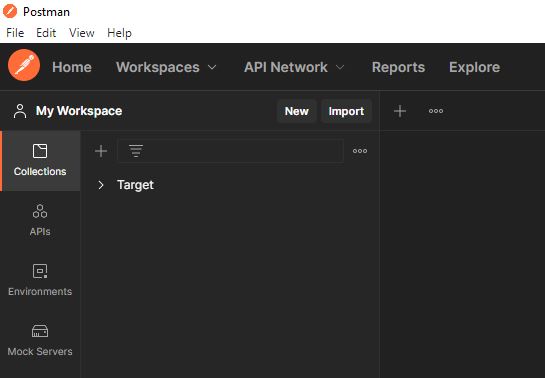 Postman
File Edit View Help
Home Workspaces API Network Reports Explore
My Workspace New Import
Collections
Target
APIs
Environments
Mock Servers